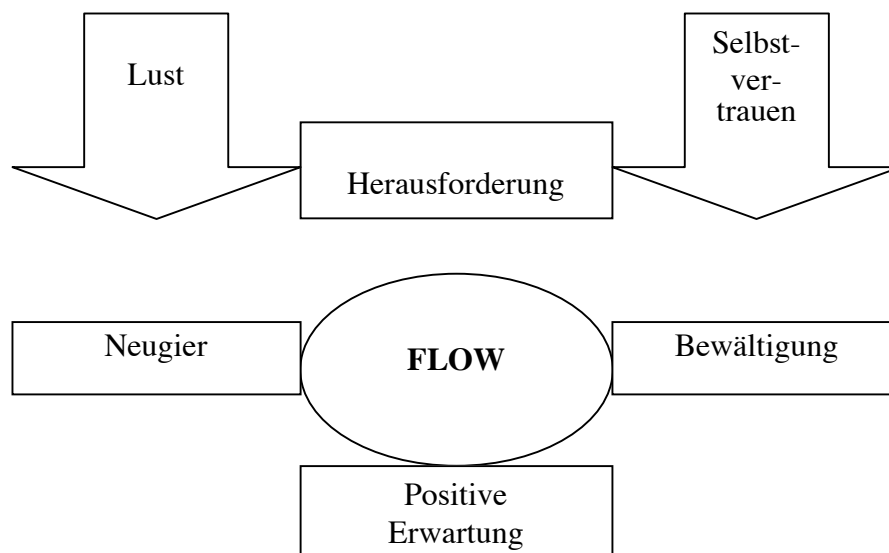 Lust
Selbst-
ver-
trauen
Herausforderung
Neugier
FLOW
Bewältigung
Positive
Erwartung